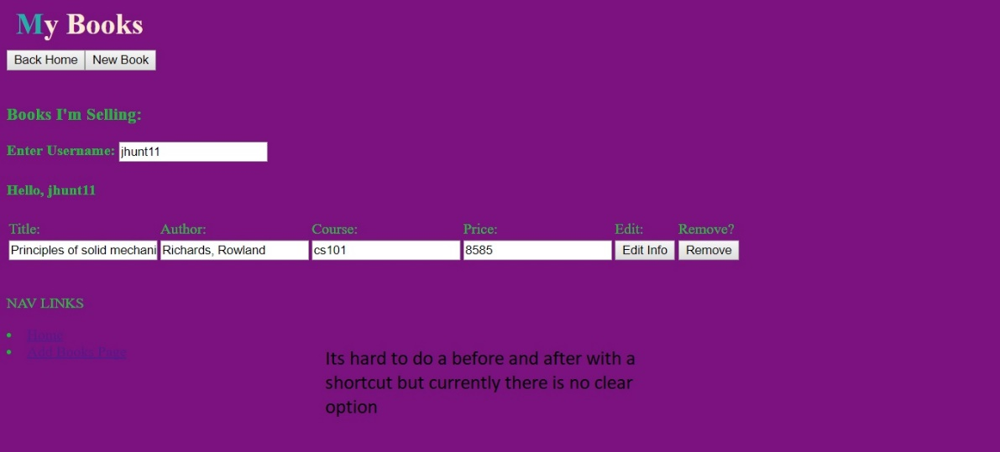 My Books
Back Home New Book
Books I'm Selling:
Enter Username: jhunt11
Hello, jhunt11
Title: Author: Course: Price: Edit: Remove?
Principles of solid mechani Richards, Rowland cs101 8585 Edit Info Remove
NAV LINKS
Home
Add Books Page
Its hard to do a before and after with a
shortcut but currently there is no clear
option